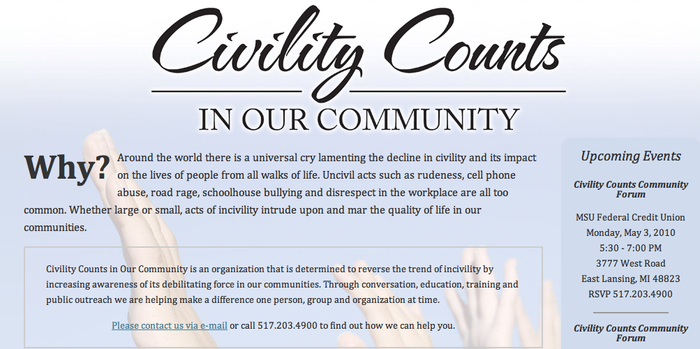 Civility Counts
IN OUR COMMUNITY
Why? Around the world there is a universal cry lamenting the decline in civility and its impact
on the lives of people from all walks of life. Uncivil acts such as rudeness, cell phone
abuse, road rage, schoolhouse bullying and disrespect in the workplace are all too
common. Whether large or small, acts of incivility intrude upon and mar the quality of life in our
communities.
Civility Counts in Our Community is an organization that is determined to reverse the trend of incivility by
increasing awareness of its debilitating force in our communities. Through conversation, education, training and
public outreach we are helping make a difference one person, group and organization at time.
Please contact us via e-mail or call 517.203.4900 to find out how we can help you.
Upcoming Events
Civility Counts Community
Forum
MSU Federal Credit Union
Monday, May 3, 2010
5:30 - 7:00 PM
3777 West Road
East Lansing, MI 48823
RSVP 517.203.4900
Civility Counts Community
Forum